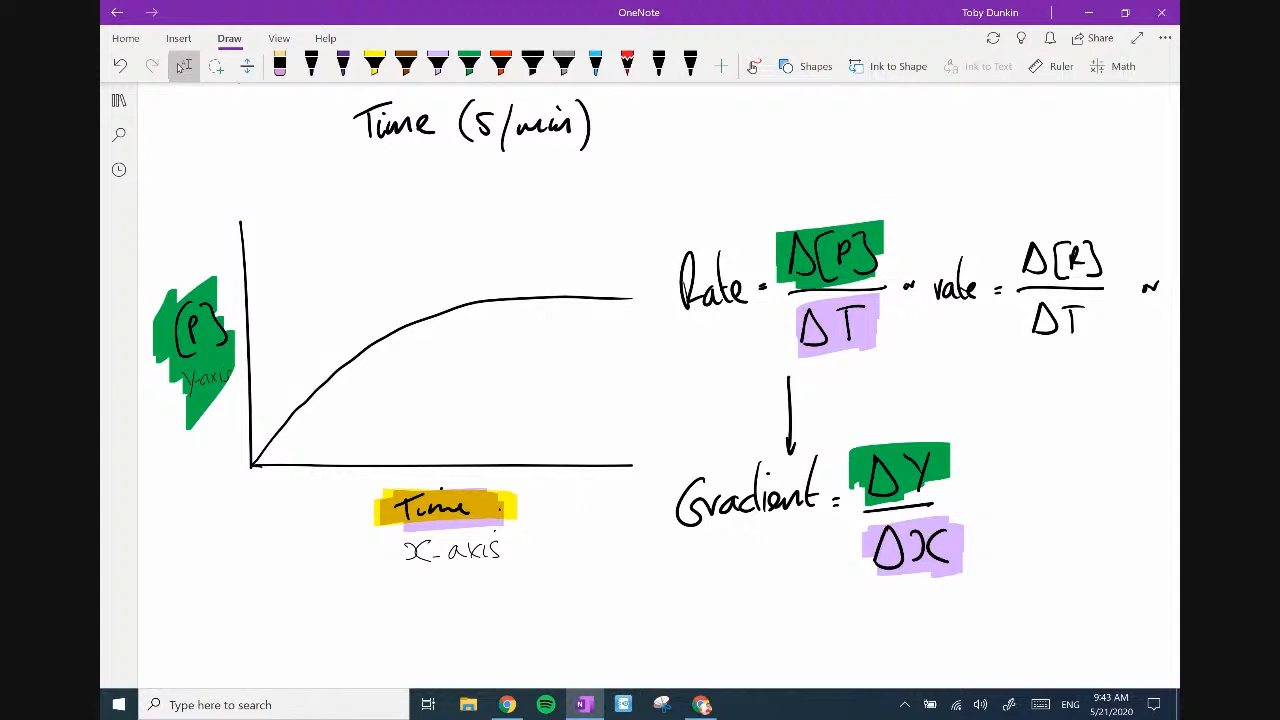 OneNote
Toby Dunkin
Home Insert Draw View Help
Share
Shapes Ink to Shape Ink to Text Ruler Math
Time (s/min)
[P]
y-axis
Rate = Δ[P] / ΔT ~ rate = Δ[R] / ΔT ~
Gradient = ΔY / Δx
Time
x-axis
Type here to search
ENG
9:43 AM
5/21/2020